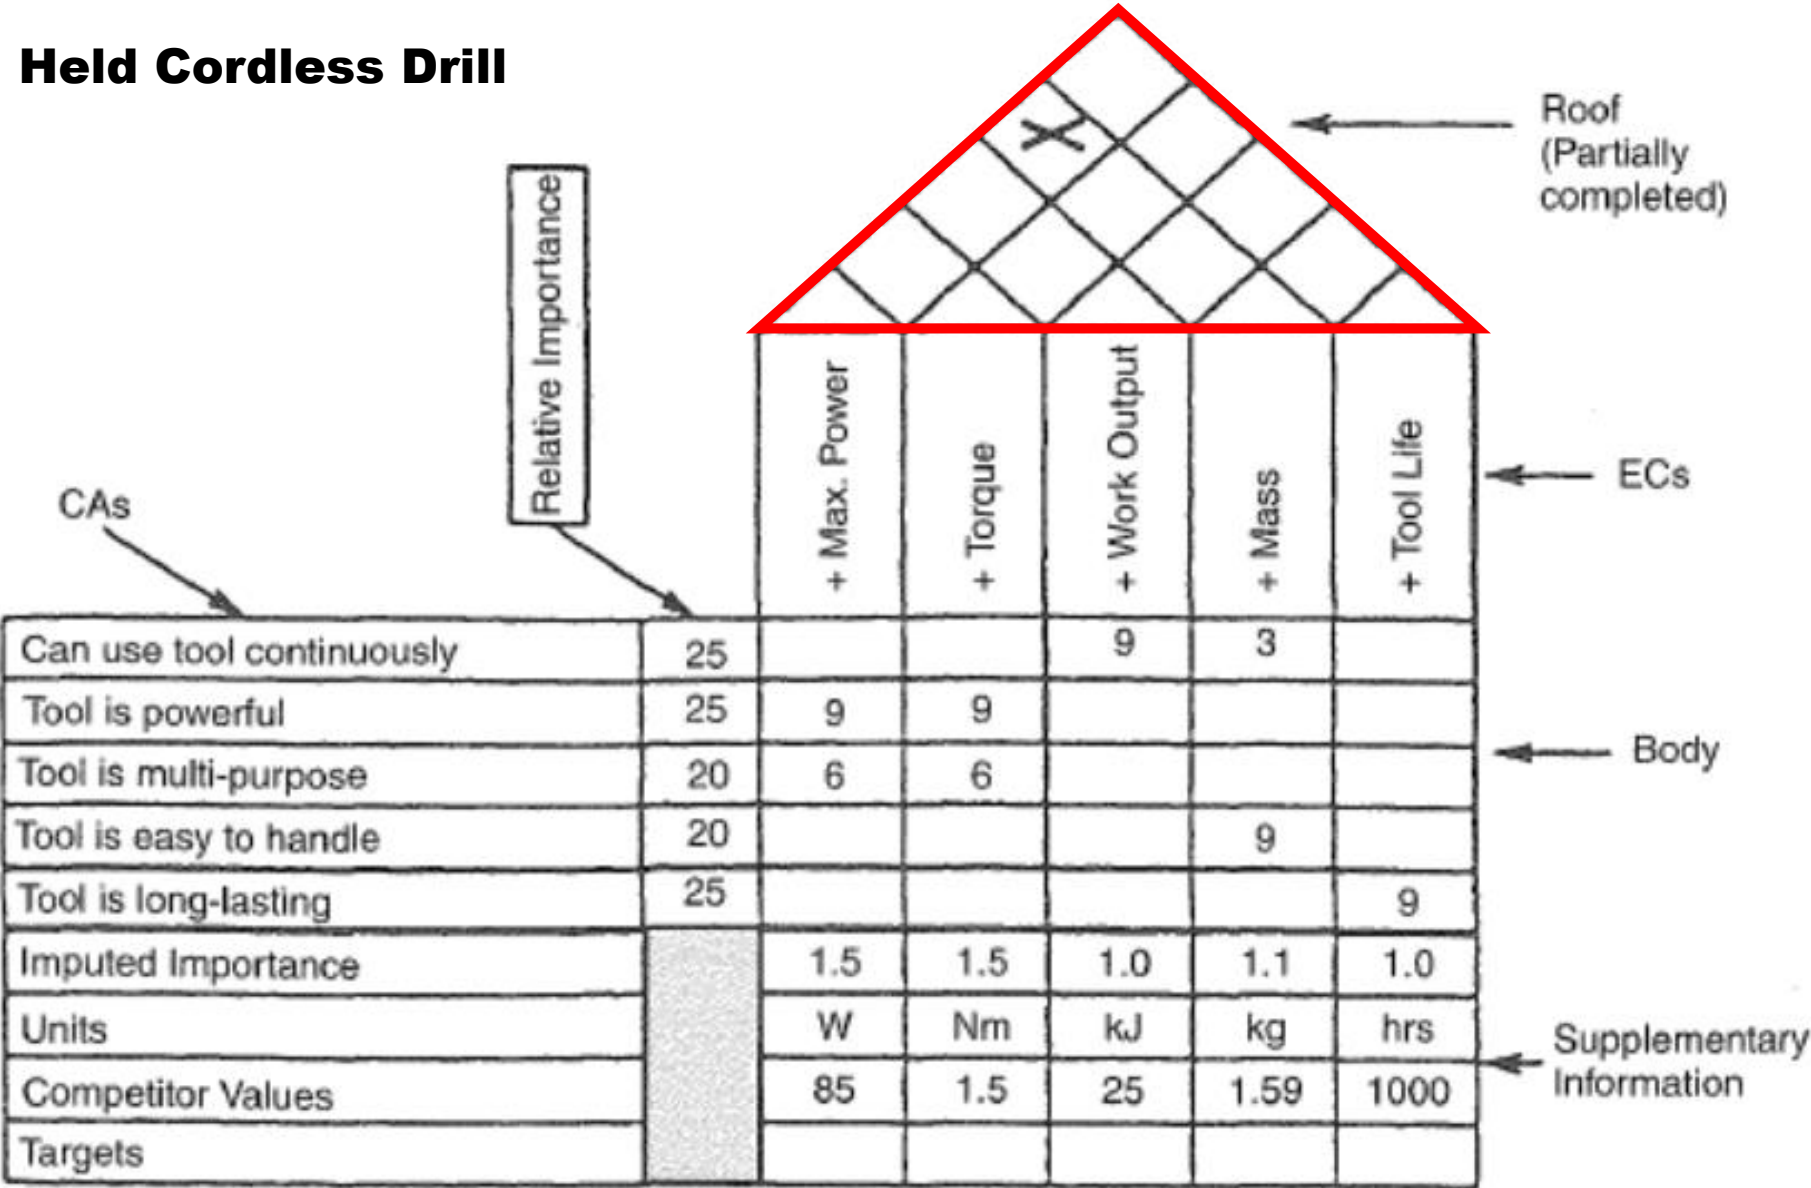 Held Cordless Drill
Roof
(Partially
completed)
Relative Importance
CAs
+ Max. Power
+ Torque
+ Work Output
+ Mass
+ Tool Life
ECs
Can use tool continuously 25 9 3
Tool is powerful 25 9 9
Body
Tool is multi-purpose 20 6 6
Tool is easy to handle 20 9
Tool is long-lasting 25 9
Imputed Importance 1.5 1.5 1.0 1.1 1.0
Units W Nm kJ kg hrs
Supplementary
Information
Competitor Values 85 1.5 25 1.59 1000
Targets